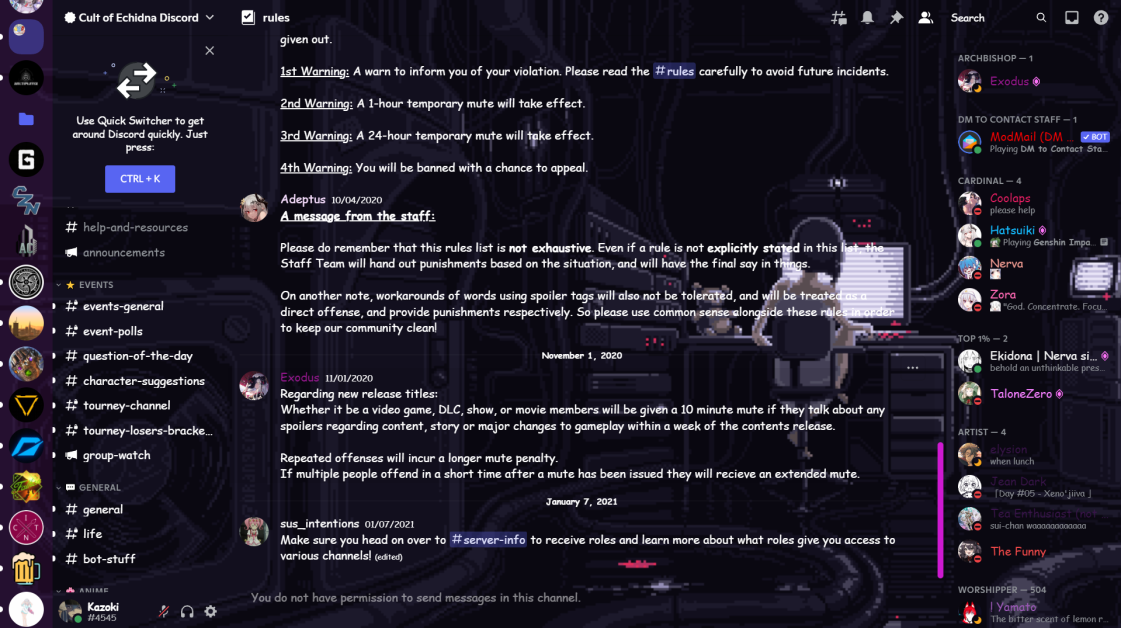 Cult of Echidna Discord
rules
Search
Use Quick Switcher to get
around Discord quickly. Just
press:
CTRL + K
# help-and-resources
announcements
EVENTS
# events-general
# event-polls
# question-of-the-day
# character-suggestions
# tourney-channel
# tourney-losers-bracke...
group-watch
GENERAL
# general
# life
# bot-stuff
ANIME
Kazoki
#4545
given out.
1st Warning: A warn to inform you of your violation. Please read the #rules carefully to avoid future incidents.
2nd Warning: A 1-hour temporary mute will take effect.
3rd Warning: A 24-hour temporary mute will take effect.
4th Warning: You will be banned with a chance to appeal.
Adeptus 10/04/2020
A message from the staff:
Please do remember that this rules list is not exhaustive. Even if a rule is not explicitly stated in this list, the
Staff Team will hand out punishments based on the situation, and will have the final say in things.
On another note, workarounds of words using spoiler tags will also not be tolerated, and will be treated as a
direct offense, and provide punishments respectively. So please use common sense alongside these rules in order
to keep our community clean!
November 1, 2020
Exodus 11/01/2020
Regarding new release titles:
Whether it be a video game, DLC, show, or movie members will be given a 10 minute mute if they talk about any
spoilers regarding content, story or major changes to gameplay within a week of the contents release.
Repeated offenses will incur a longer mute penalty.
If multiple people offend in a short time after a mute has been issued they will recieve an extended mute.
January 7, 2021
sus_intentions 01/07/2021
Make sure you head on over to #server-info to receive roles and learn more about what roles give you access to
various channels! (edited)
You do not have permission to send messages in this channel.
ARCHBISHOP — 1
Exodus
DM TO CONTACT STAFF — 1
ModMail (DM ... BOT
Playing DM to Contact Sta...
CARDINAL — 4
Coolaps
please help
Hatsuiki
Playing Genshin Impa...
Nerva
Zora
"God. Concentrate. Focu...
TOP 1% — 2
Ekidona | Nerva si...
behold an unthinkable pres...
TaloneZero
ARTIST — 4
elysion
when lunch
Jean Dark
「Day #05 - Xeno'jiiva 」
Tea Enthusiast (not
sui-chan waaaaaaaaaaaa
The Funny
WORSHIPPER — 504
! Yamato
The bitter scent of lemon r...